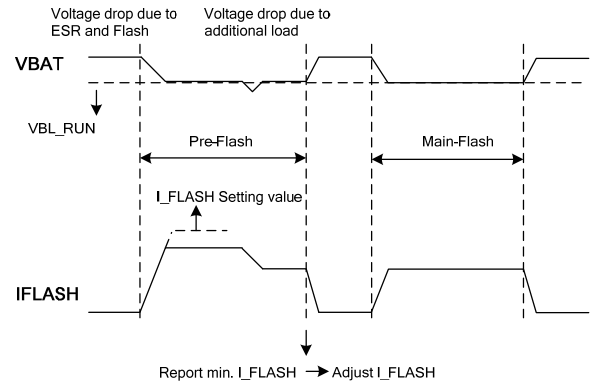 Voltage drop due to
ESR and Flash
Voltage drop due to
additional load
VBAT
VBL_RUN
Pre-Flash
Main-Flash
I_FLASH Setting value
IFLASH
Report min. I_FLASH
Adjust I_FLASH